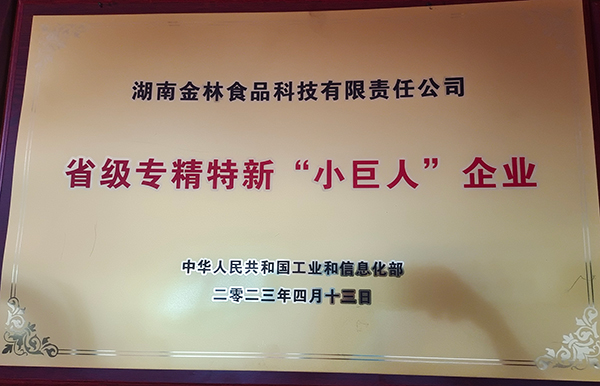 湖南金林食品科技有限责任公司
省级专精特新“小巨人”企业
中华人民共和国工业和信息化部
二零二三年四月十三日